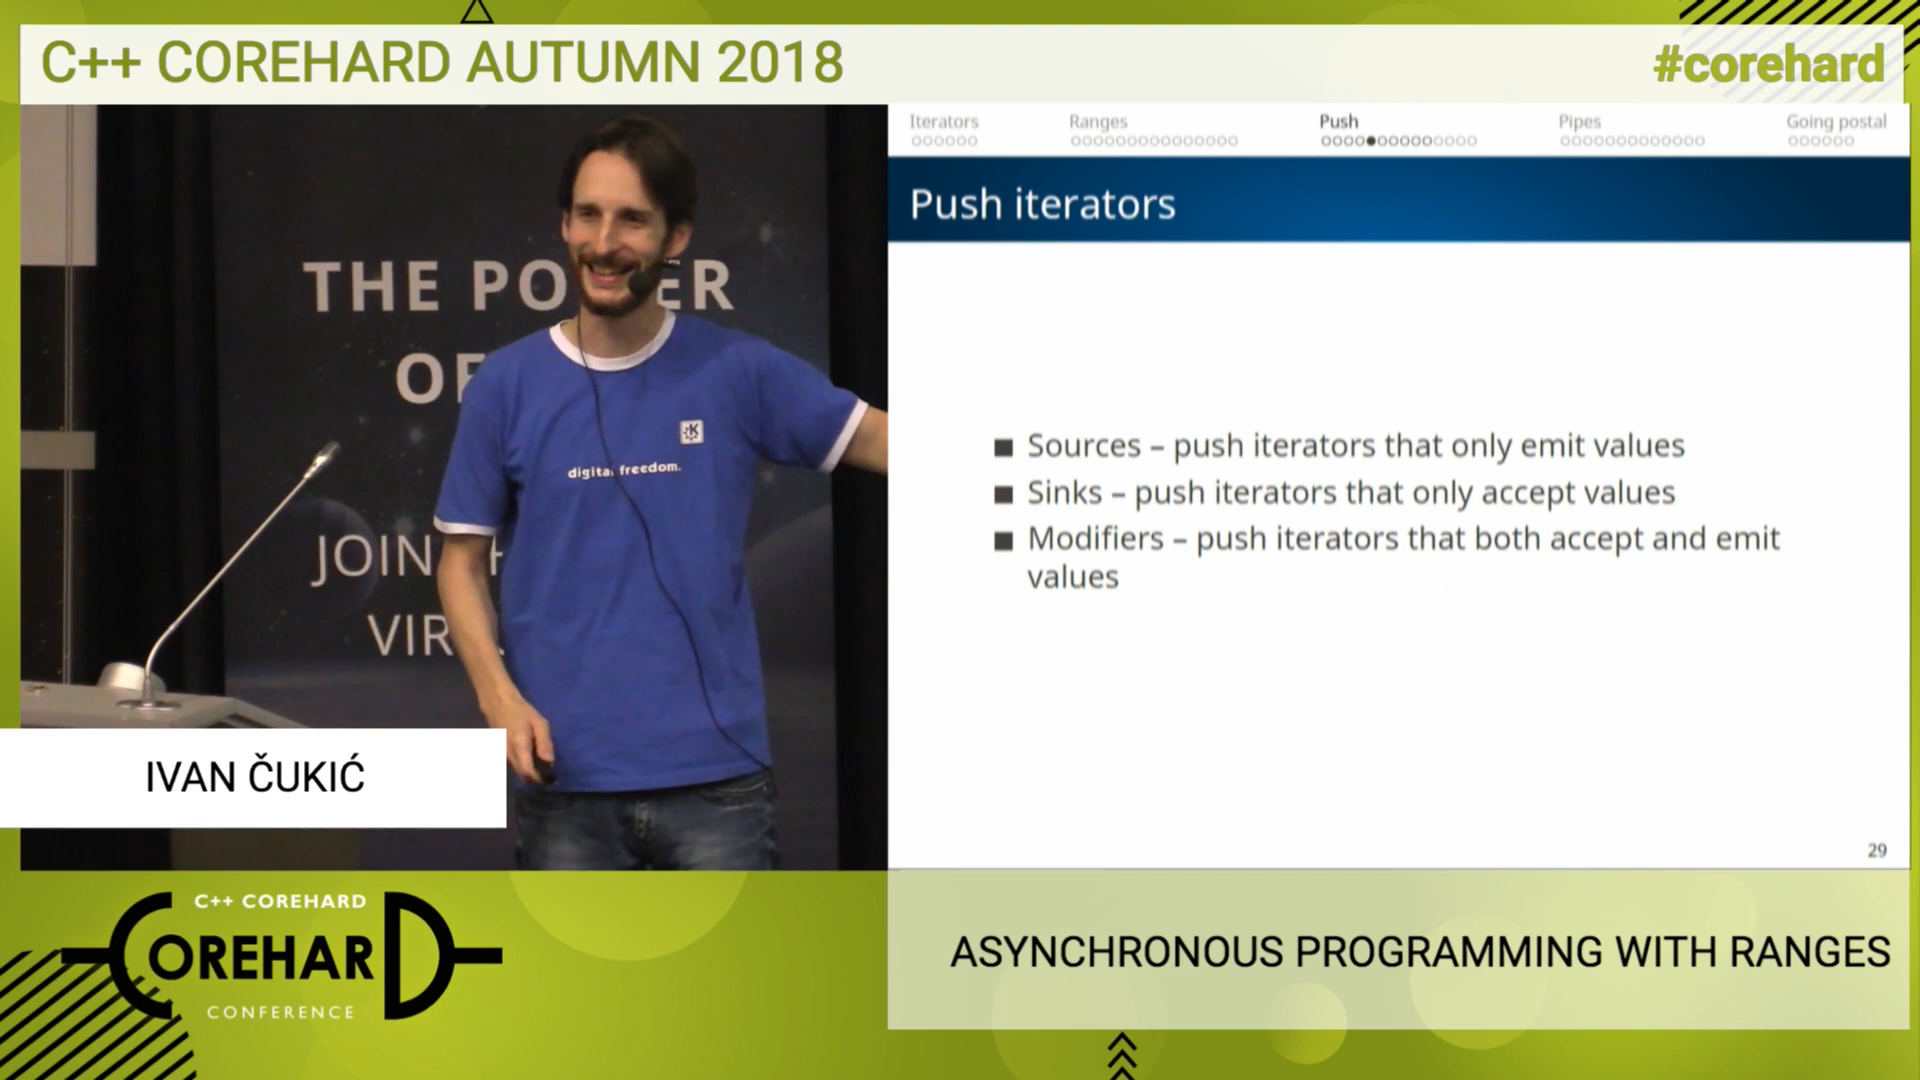 C++ COREHARD AUTUMN 2018
#corehard
Iterators Ranges Push Pipes Going postal
Push iterators
THE PO ER
OF
JOIN
VIR
digital freedom.
K
■ Sources – push iterators that only emit values
■ Sinks – push iterators that only accept values
■ Modifiers – push iterators that both accept and emit
values
29
IVAN ČUKIĆ
C++ COREHARD
COREHARD
CONFERENCE
ASYNCHRONOUS PROGRAMMING WITH RANGES